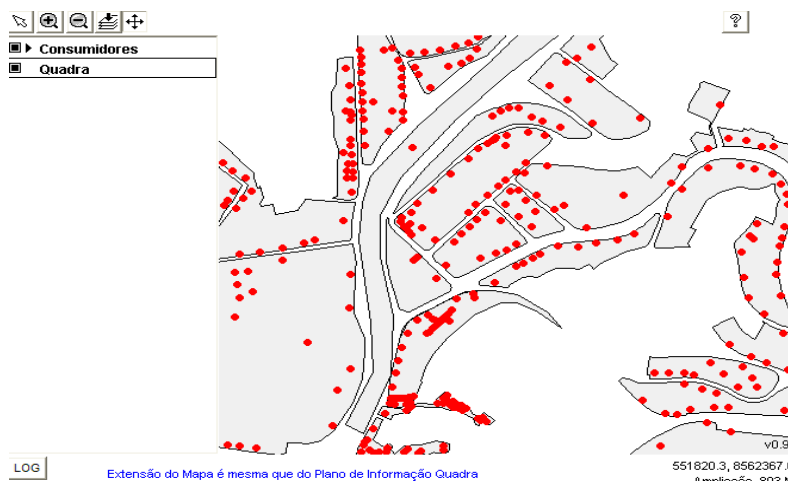 ?
Consumidores
Quadra
v0.9
LOG
Extensão do Mapa é mesma que do Plano de Informação Quadra
551820.3, 8562367.